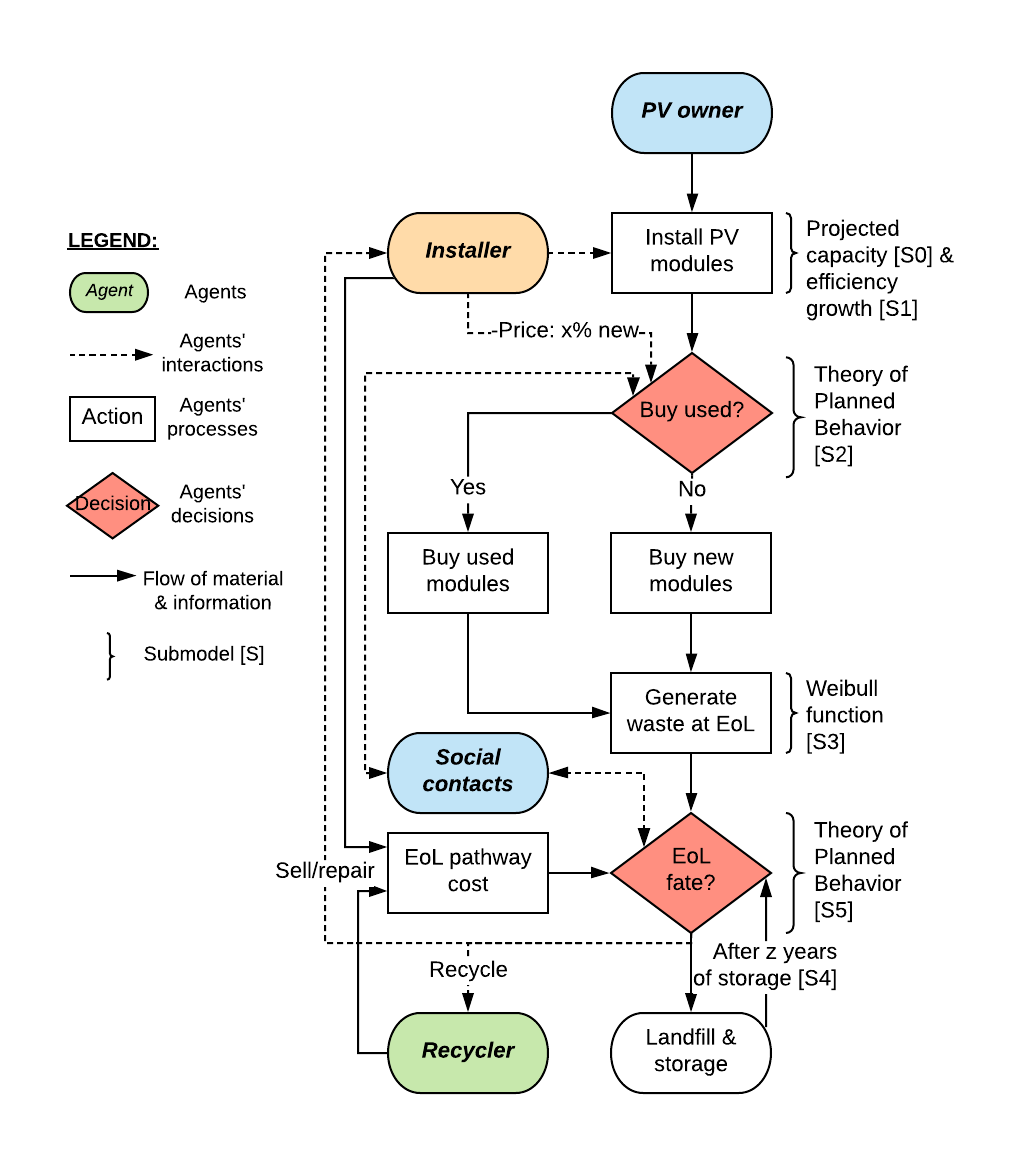 PV owner
LEGEND:
Agent
Agents
Agents'
interactions
Action
Agents'
processes
Decision
Agents'
decisions
Flow of material
& information
Submodel [S]
Installer
Install PV
modules
Projected
capacity [S0] &
efficiency
growth [S1]
-Price: x% new
Buy used?
Theory of
Planned
Behavior
[S2]
Yes
No
Buy used
modules
Buy new
modules
Generate
waste at EoL
Weibull
function
[S3]
Social
contacts
EoL pathway
cost
Sell/repair
EoL
fate?
Theory of
Planned
Behavior
[S5]
After z years
of storage [S4]
Recycle
Recycler
Landfill &
storage